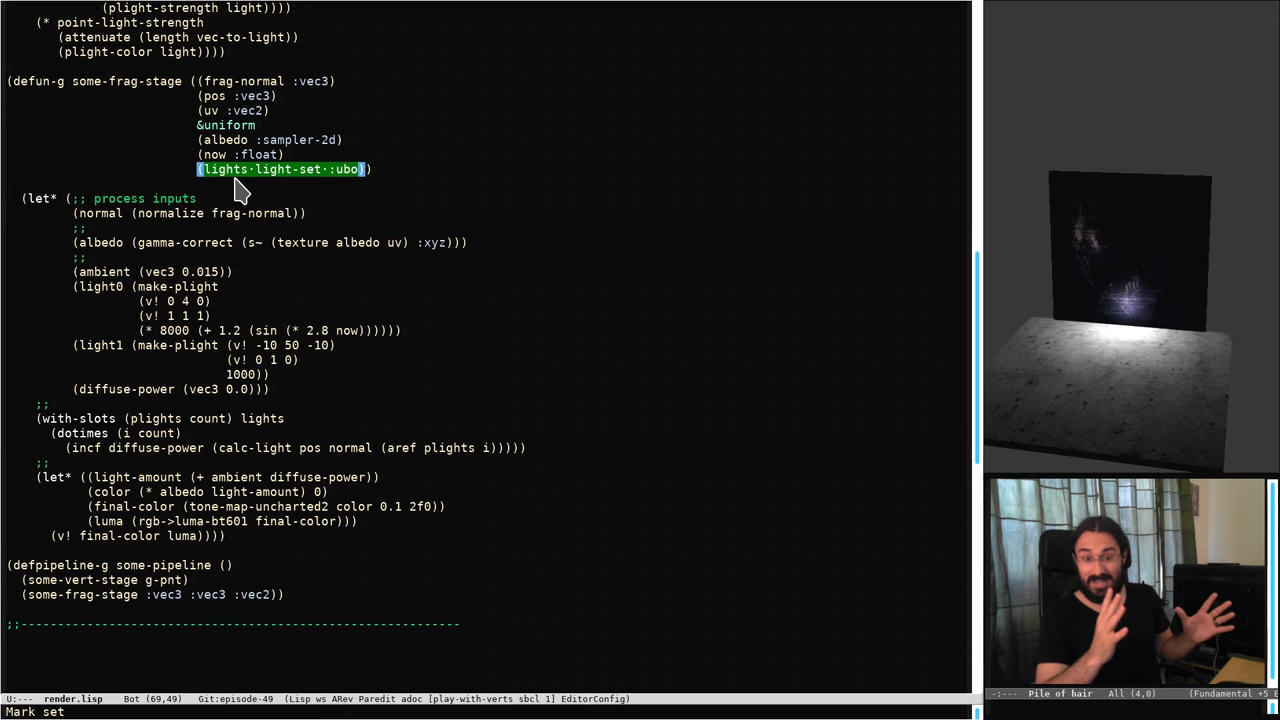 (plight-strength light))))
(* point-light-strength
(attenuate (length vec-to-light))
(plight-color light))))
(defun-g some-frag-stage ((frag-normal :vec3)
(pos :vec3)
(uv :vec2)
&uniform
(albedo :sampler-2d)
(now :float)
(lights·light-set·:ubo))
(let* (;; process inputs
(normal (normalize frag-normal))
;;
(albedo (gamma-correct (s~ (texture albedo uv) :xyz)))
;;
(ambient (vec3 0.015))
(light0 (make-plight
(v! 0 4 0)
(v! 1 1 1)
(* 8000 (+ 1.2 (sin (* 2.8 now))))))
(light1 (make-plight (v! -10 50 -10)
(v! 0 1 0)
1000))
(diffuse-power (vec3 0.0)))
;;
(with-slots (plights count) lights
(dotimes (i count)
(incf diffuse-power (calc-light pos normal (aref plights i)))))
;;
(let* ((light-amount (+ ambient diffuse-power))
(color (* albedo light-amount) 0)
(final-color (tone-map-uncharted2 color 0.1 2f0))
(luma (rgb->luma-bt601 final-color)))
(v! final-color luma))))
(defpipeline-g some-pipeline ()
(some-vert-stage g-pnt)
(some-frag-stage :vec3 :vec3 :vec2))
;;------------------------------------------------------------
U:--- render.lisp Bot (69,49) Git:episode-49 (Lisp ws ARev Paredit adoc [play-with-verts sbcl 1] EditorConfig)
Mark set
-:--- Pile of hair All (4,0) (Fundamental +5 E